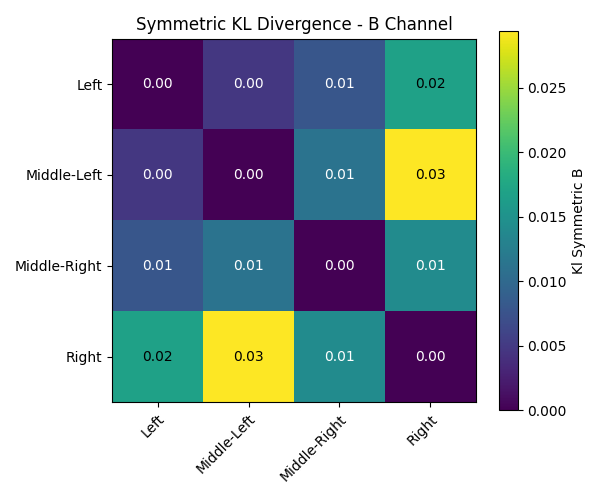 Symmetric KL Divergence - B Channel
Left 0.00 0.00 0.01 0.02
Middle-Left 0.00 0.00 0.01 0.03
Middle-Right 0.01 0.01 0.00 0.01
Right 0.02 0.03 0.01 0.00
Left Middle-Left Middle-Right Right
0.025
0.020
0.015
0.010
0.005
0.000
Kl Symmetric B